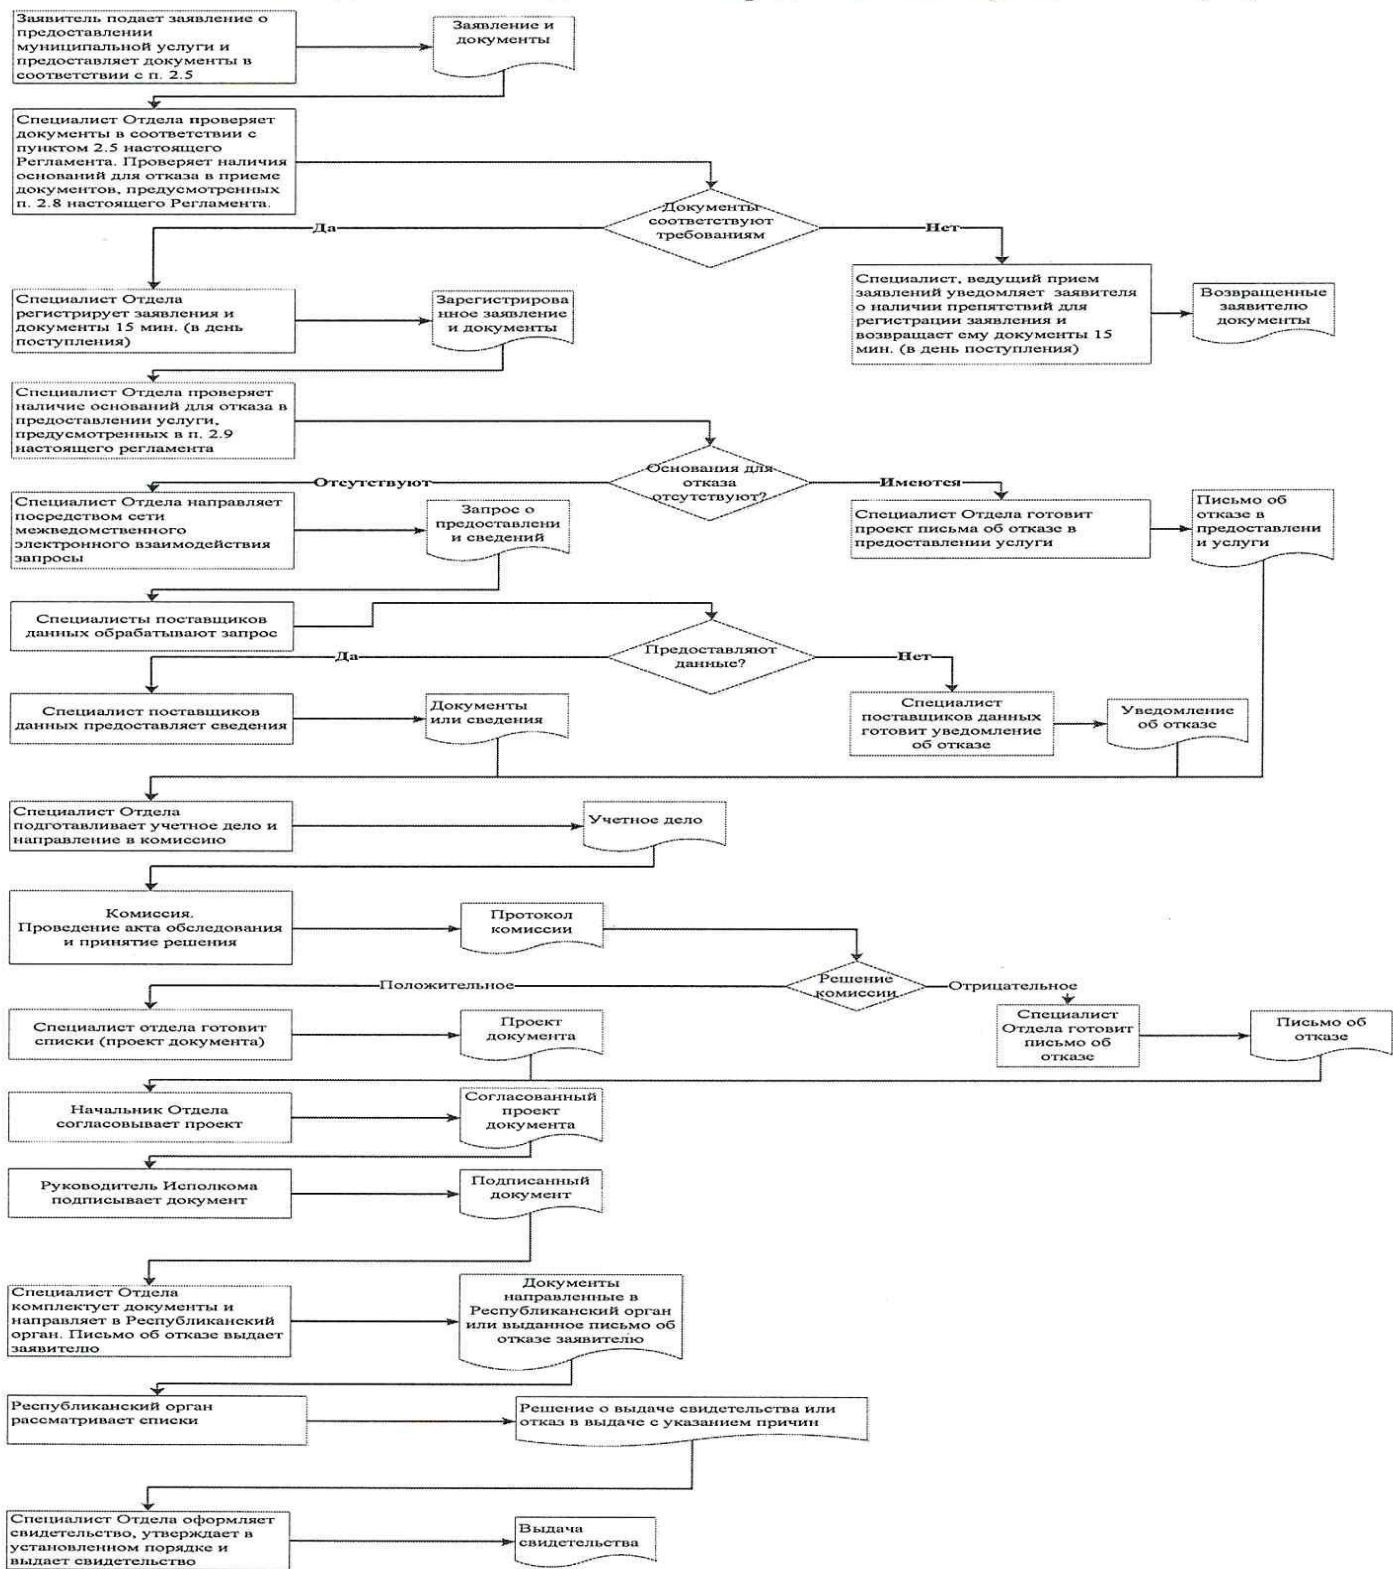 Заявитель подает заявление о
предоставлении
муниципальной услуги и
предоставляет документы в
соответствии с п. 2.5
Заявление и
документы
Специалист Отдела проверяет
документы в соответствии с
пунктом 2.5 настоящего
Регламента. Проверяет наличия
оснований для отказа в приеме
документов, предусмотренных
п. 2.8 настоящего Регламента.
Документы
соответствуют
требованиям
Да
Нет
Специалист Отдела
регистрирует заявления и
документы 15 мин. (в день
поступления)
Зарегистрирова
нное заявление
и документы
Специалист, ведущий прием
заявлений уведомляет заявителя
о наличии препятствий для
регистрации заявления и
возвращает ему документы 15
мин. (в день поступления)
Возвращенные
заявителю
документы
Специалист Отдела проверяет
наличие оснований для отказа в
предоставлении услуги,
предусмотренных в п. 2.9
настоящего регламента
Основания для
отказа
отсутствуют?
Отсутствуют
Имеются
Специалист Отдела направляет
посредством сети
межведомственного
электронного взаимодействия
запросы
Запрос о
предоставлени
и сведений
Специалист Отдела готовит
проект письма об отказе в
предоставлении услуги
Письмо об
отказе в
предоставлени
и услуги
Специалисты поставщиков
данных обрабатывают запрос
Предоставляют
данные?
Да
Нет
Специалист поставщиков
данных предоставляет сведения
Документы
или сведения
Специалист
поставщиков данных
готовит уведомление
об отказе
Уведомление
об отказе
Специалист Отдела
подготавливает учетное дело и
направление в комиссию
Учетное дело
Комиссия.
Проведение акта обследования
и принятие решения
Протокол
комиссии
Решение
комиссии
Положительное
Отрицательное
Специалист отдела готовит
списки (проект документа)
Проект
документа
Специалист
Отдела готовит
письмо об
отказе
Письмо об
отказе
Начальник Отдела
согласовывает проект
Согласованный
проект
документа
Руководитель Исполкома
подписывает документ
Подписанный
документ
Специалист Отдела
комплектует документы и
направляет в Республиканский
орган. Письмо об отказе выдает
заявителю
Документы
направленные в
Республиканский орган
или выданное письмо об
отказе заявителю
Республиканский орган
рассматривает списки
Решение о выдаче свидетельства или
отказ в выдаче с указанием причин
Специалист Отдела оформляет
свидетельство, утверждает в
установленном порядке и
выдает свидетельство
Выдача
свидетельства